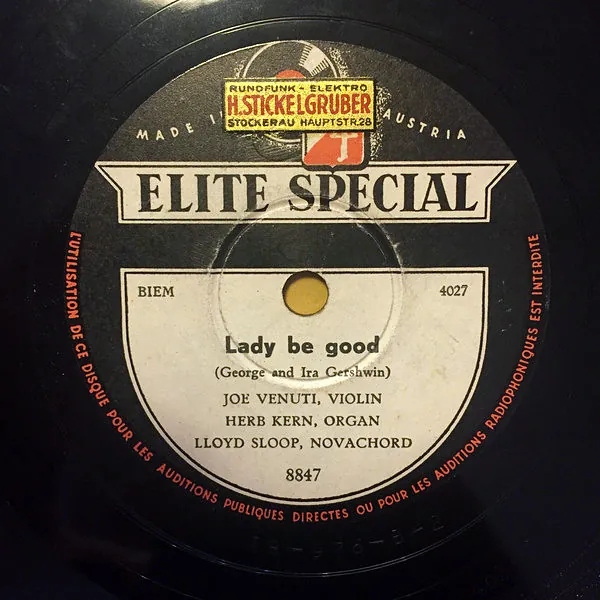 RUNDFUNK - ELEKTRO
H.STICKELGRUBER
STOCKERAU HAUPTSTR.28
MADE I AUSTRIA
ELITE SPECIAL
BIEM 4027
Lady be good
(George and Ira Gershwin)
JOE VENUTI, VIOLIN
HERB KERN, ORGAN
LLOYD SLOOP, NOVACHORD
8847
L'UTILISATION DE CE DISQUE POUR LES AUDITIONS PUBLIQUES DIRECTES OU POUR LES AUDITIONS RADIOPHONIQUES EST INTERDITE